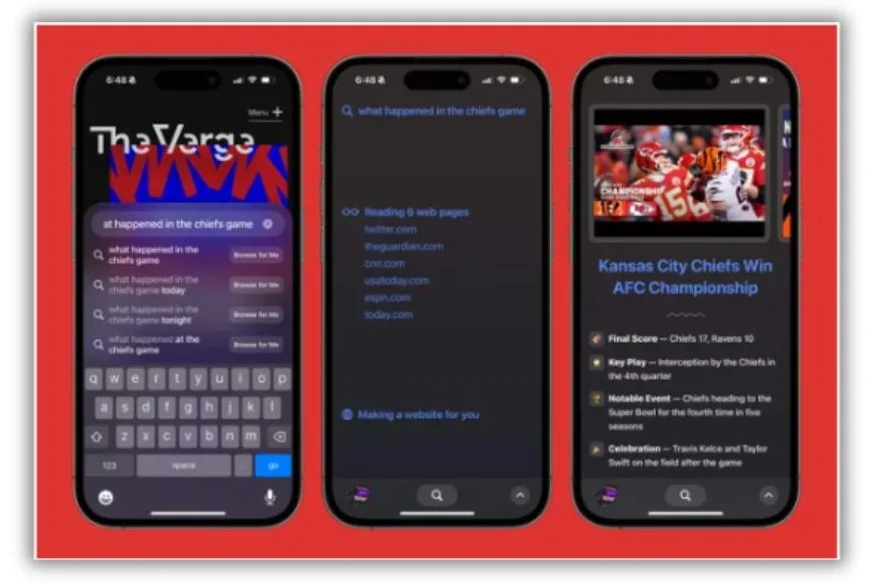 6:48
Menu +
The Verge
at happened in the chiefs game
what happened in the
chiefs game
Browse for Me
what happened in the
chiefs game today
Browse for Me
what happened in the
chiefs game tonight
Browse for Me
what happened at the
chiefs game
Browse for Me
q w e r t y u i o p
a s d f g h j k l
z x c v b n m
123 space . go
6:48
what happened in the chiefs game
Reading 6 web pages
twitter.com
theguardian.com
cnn.com
usatoday.com
espn.com
today.com
Making a website for you
6:48
CHAMPIONSHIP
15
Kansas City Chiefs Win
AFC Championship
Final Score — Chiefs 17, Ravens 10
Key Play — Interception by the Chiefs in
the 4th quarter
Notable Event — Chiefs heading to the
Super Bowl for the fourth time in five
seasons
Celebration — Travis Kelce and Taylor
Swift on the field after the game